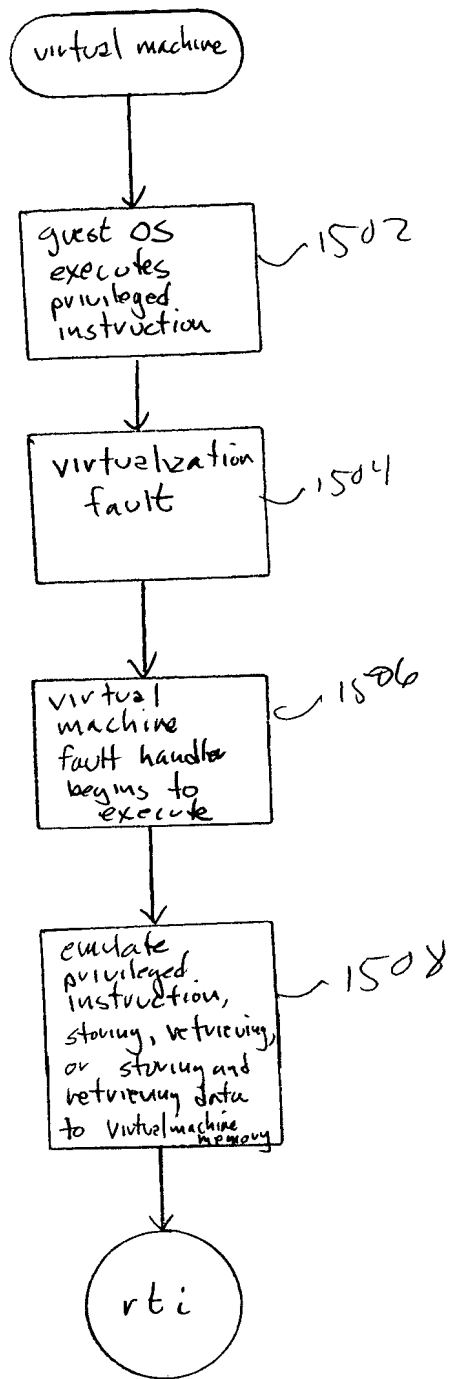 virtual machine
guest OS
executes
privileged
instruction
1502
virtualization
fault
1504
virtual
machine
fault handler
begins to
execute
1506
emulate
privileged
instruction,
storing, retrieving,
or storing and
retrieving data
to virtual machine
memory
1508
rti